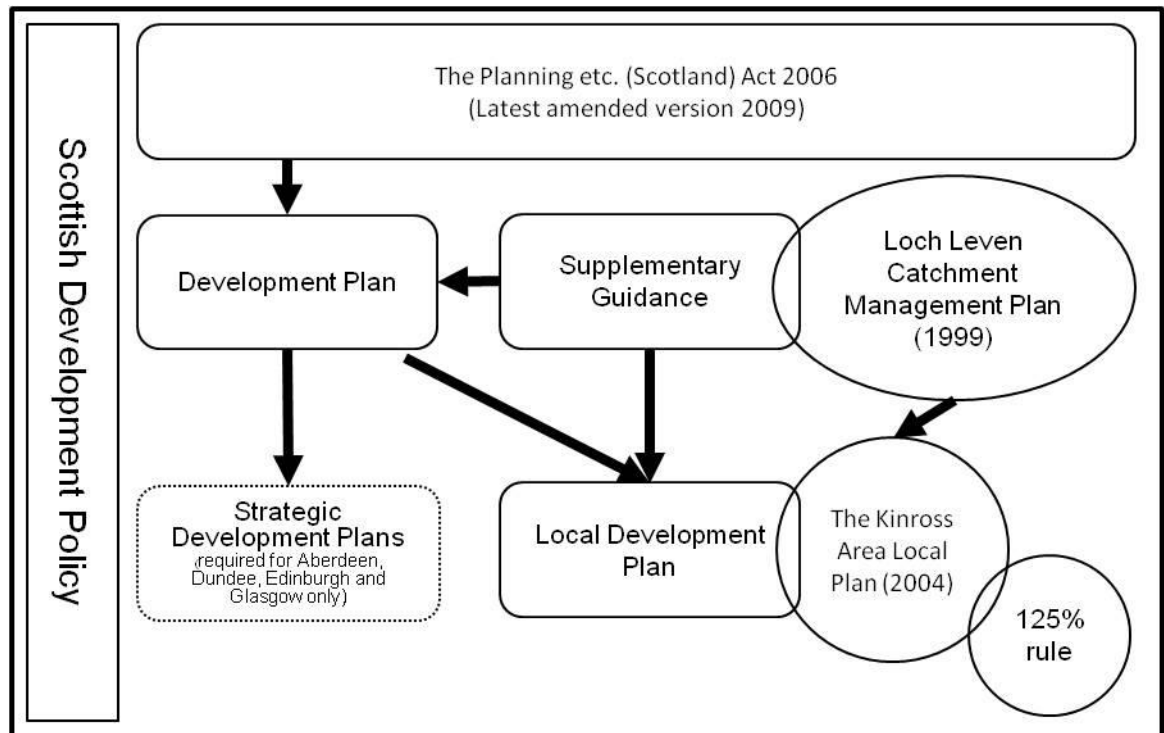 Scottish Development Policy
The Planning etc. (Scotland) Act 2006
(Latest amended version 2009)
Development Plan
Supplementary
Guidance
Loch Leven
Catchment
Management Plan
(1999)
Strategic
Development Plans
(required for Aberdeen,
Dundee, Edinburgh and
Glasgow only)
Local Development
Plan
The Kinross
Area Local
Plan (2004)
125%
rule